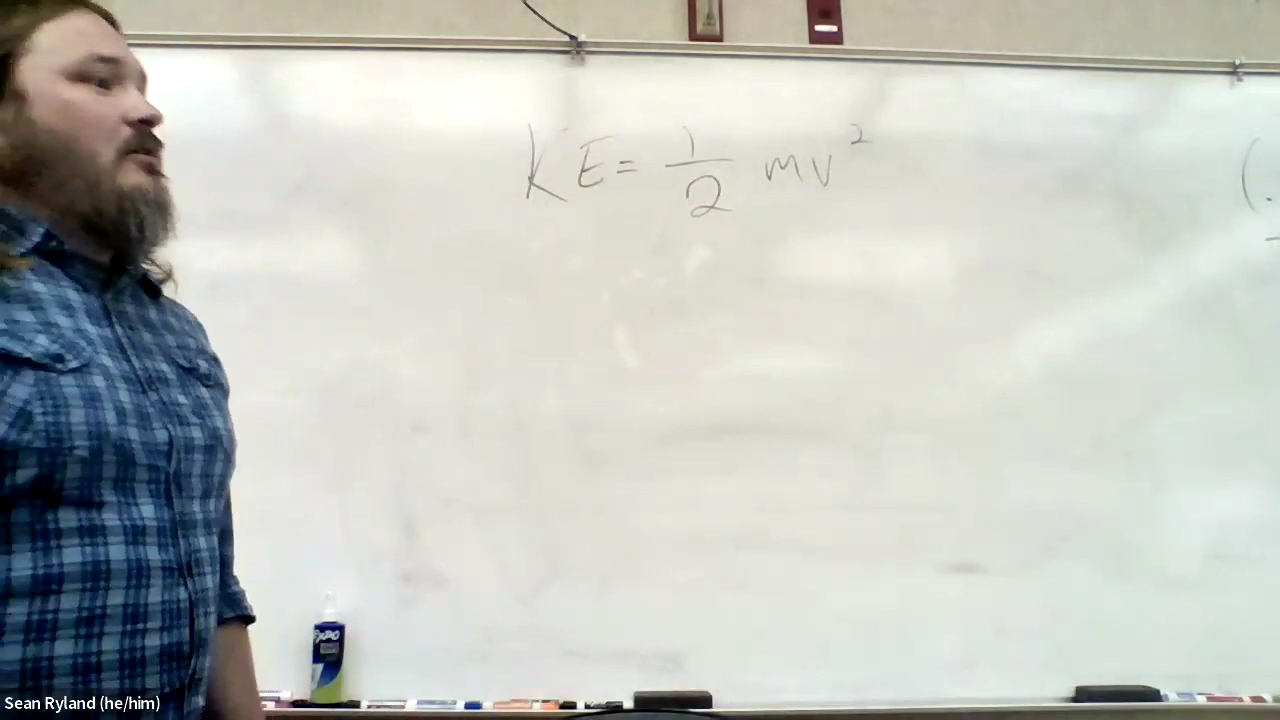 KE = 1/2 mv²
(.
EXPO
Sean Ryland (he/him)